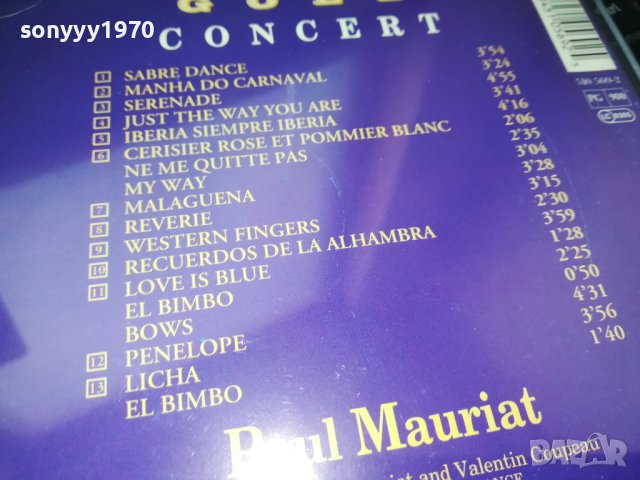 sonyyy1970
GOLD
CONCERT
1 SABRE DANCE 3'54
2 MANHA DO CARNAVAL 3'24
3 SERENADE 4'55
4 JUST THE WAY YOU ARE 3'41
5 IBERIA SIEMPRE IBERIA 4'16
6 CERISIER ROSE ET POMMIER BLANC 2'06
NE ME QUITTE PAS 2'35
MY WAY 3'04
7 MALAGUENA 3'28
8 REVERIE 3'15
9 WESTERN FINGERS 2'30
10 RECUERDOS DE LA ALHAMBRA 3'59
11 LOVE IS BLUE 1'28
EL BIMBO 2'25
BOWS 0'50
12 PENELOPE 4'31
13 LICHA 3'56
EL BIMBO 1'40
PG 900
Paul Mauriat
and Valentin Coupeau
bazar.bg